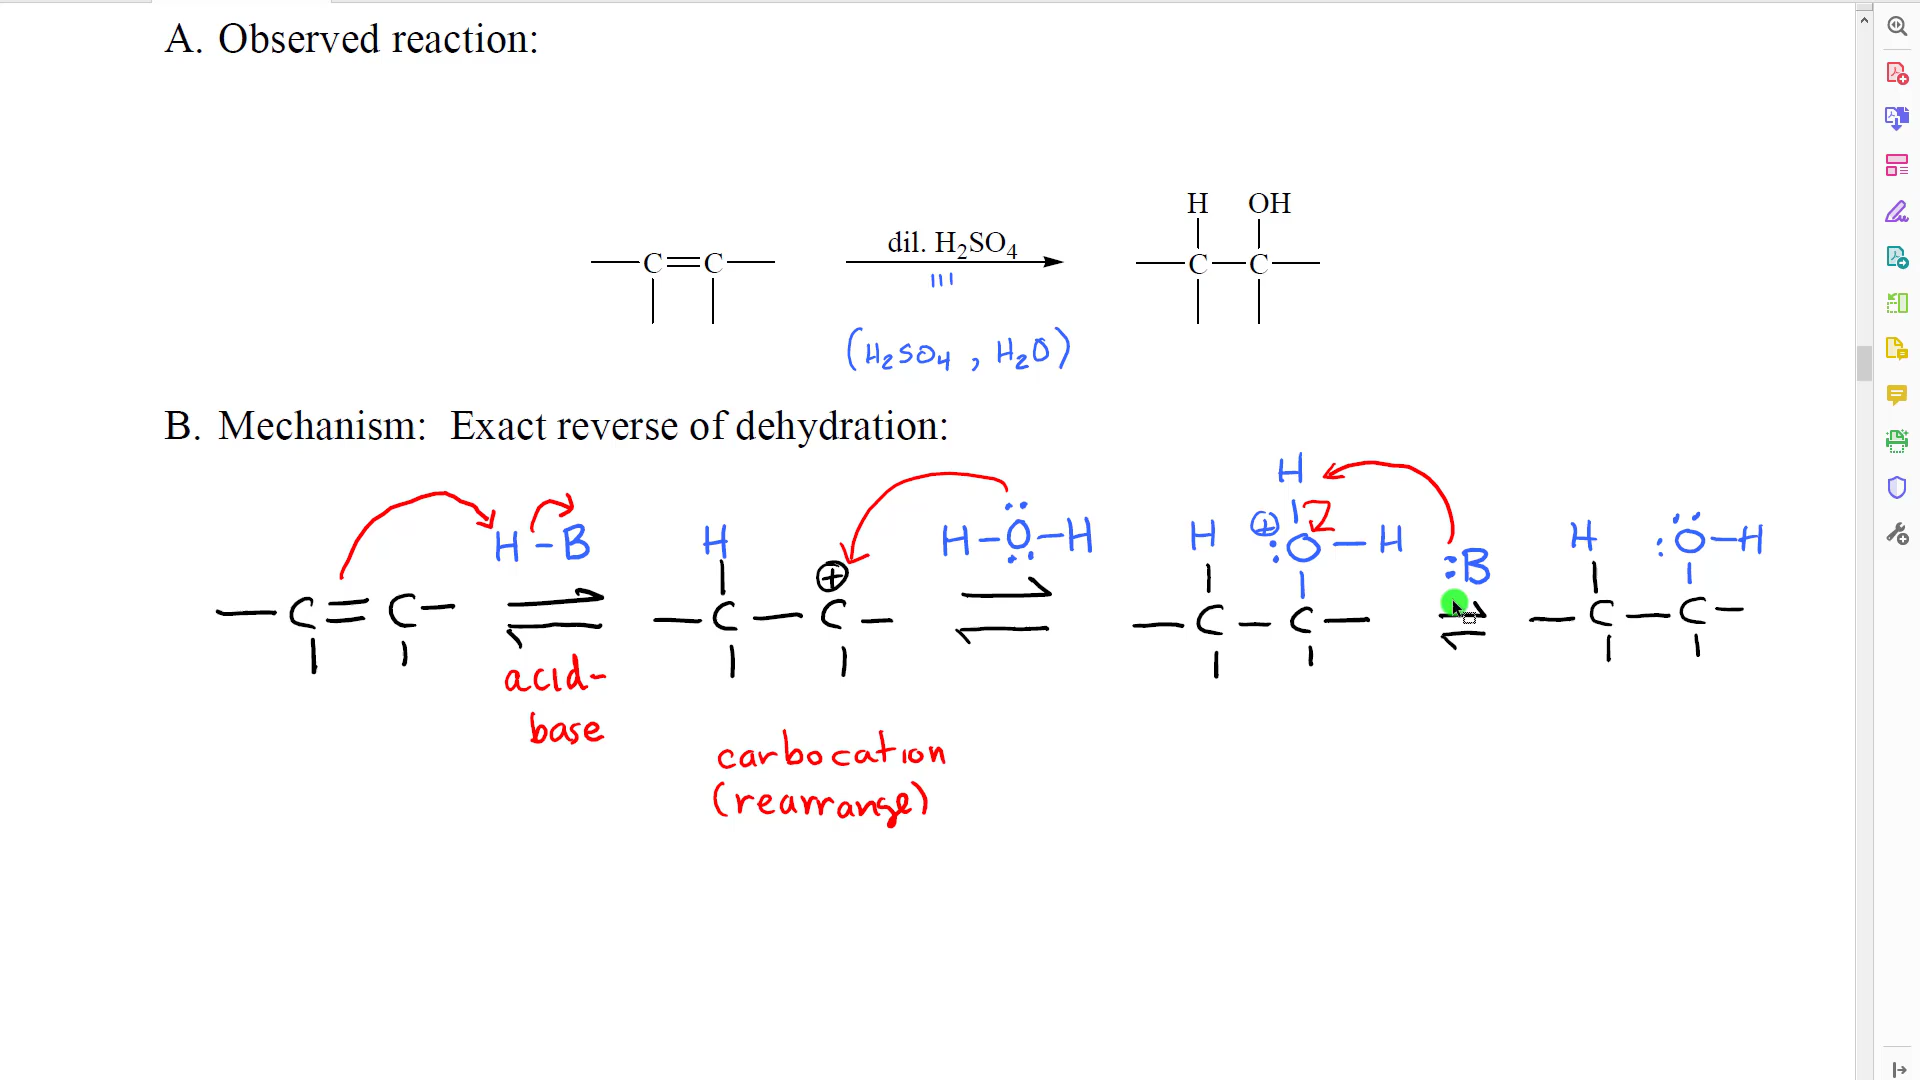 A. Observed reaction:
H OH
dil. H₂SO₄
C=C C—C
(H₂SO₄, H₂O)
B. Mechanism: Exact reverse of dehydration:
H
H–B H ⊕ H–Ö–H H ⊕ :O–H :B H :Ö–H
–C=C– ⇌ –C–C– ⇌ –C–C– ⇌ –C–C–
acid-
base
carbocation
(rearrange)